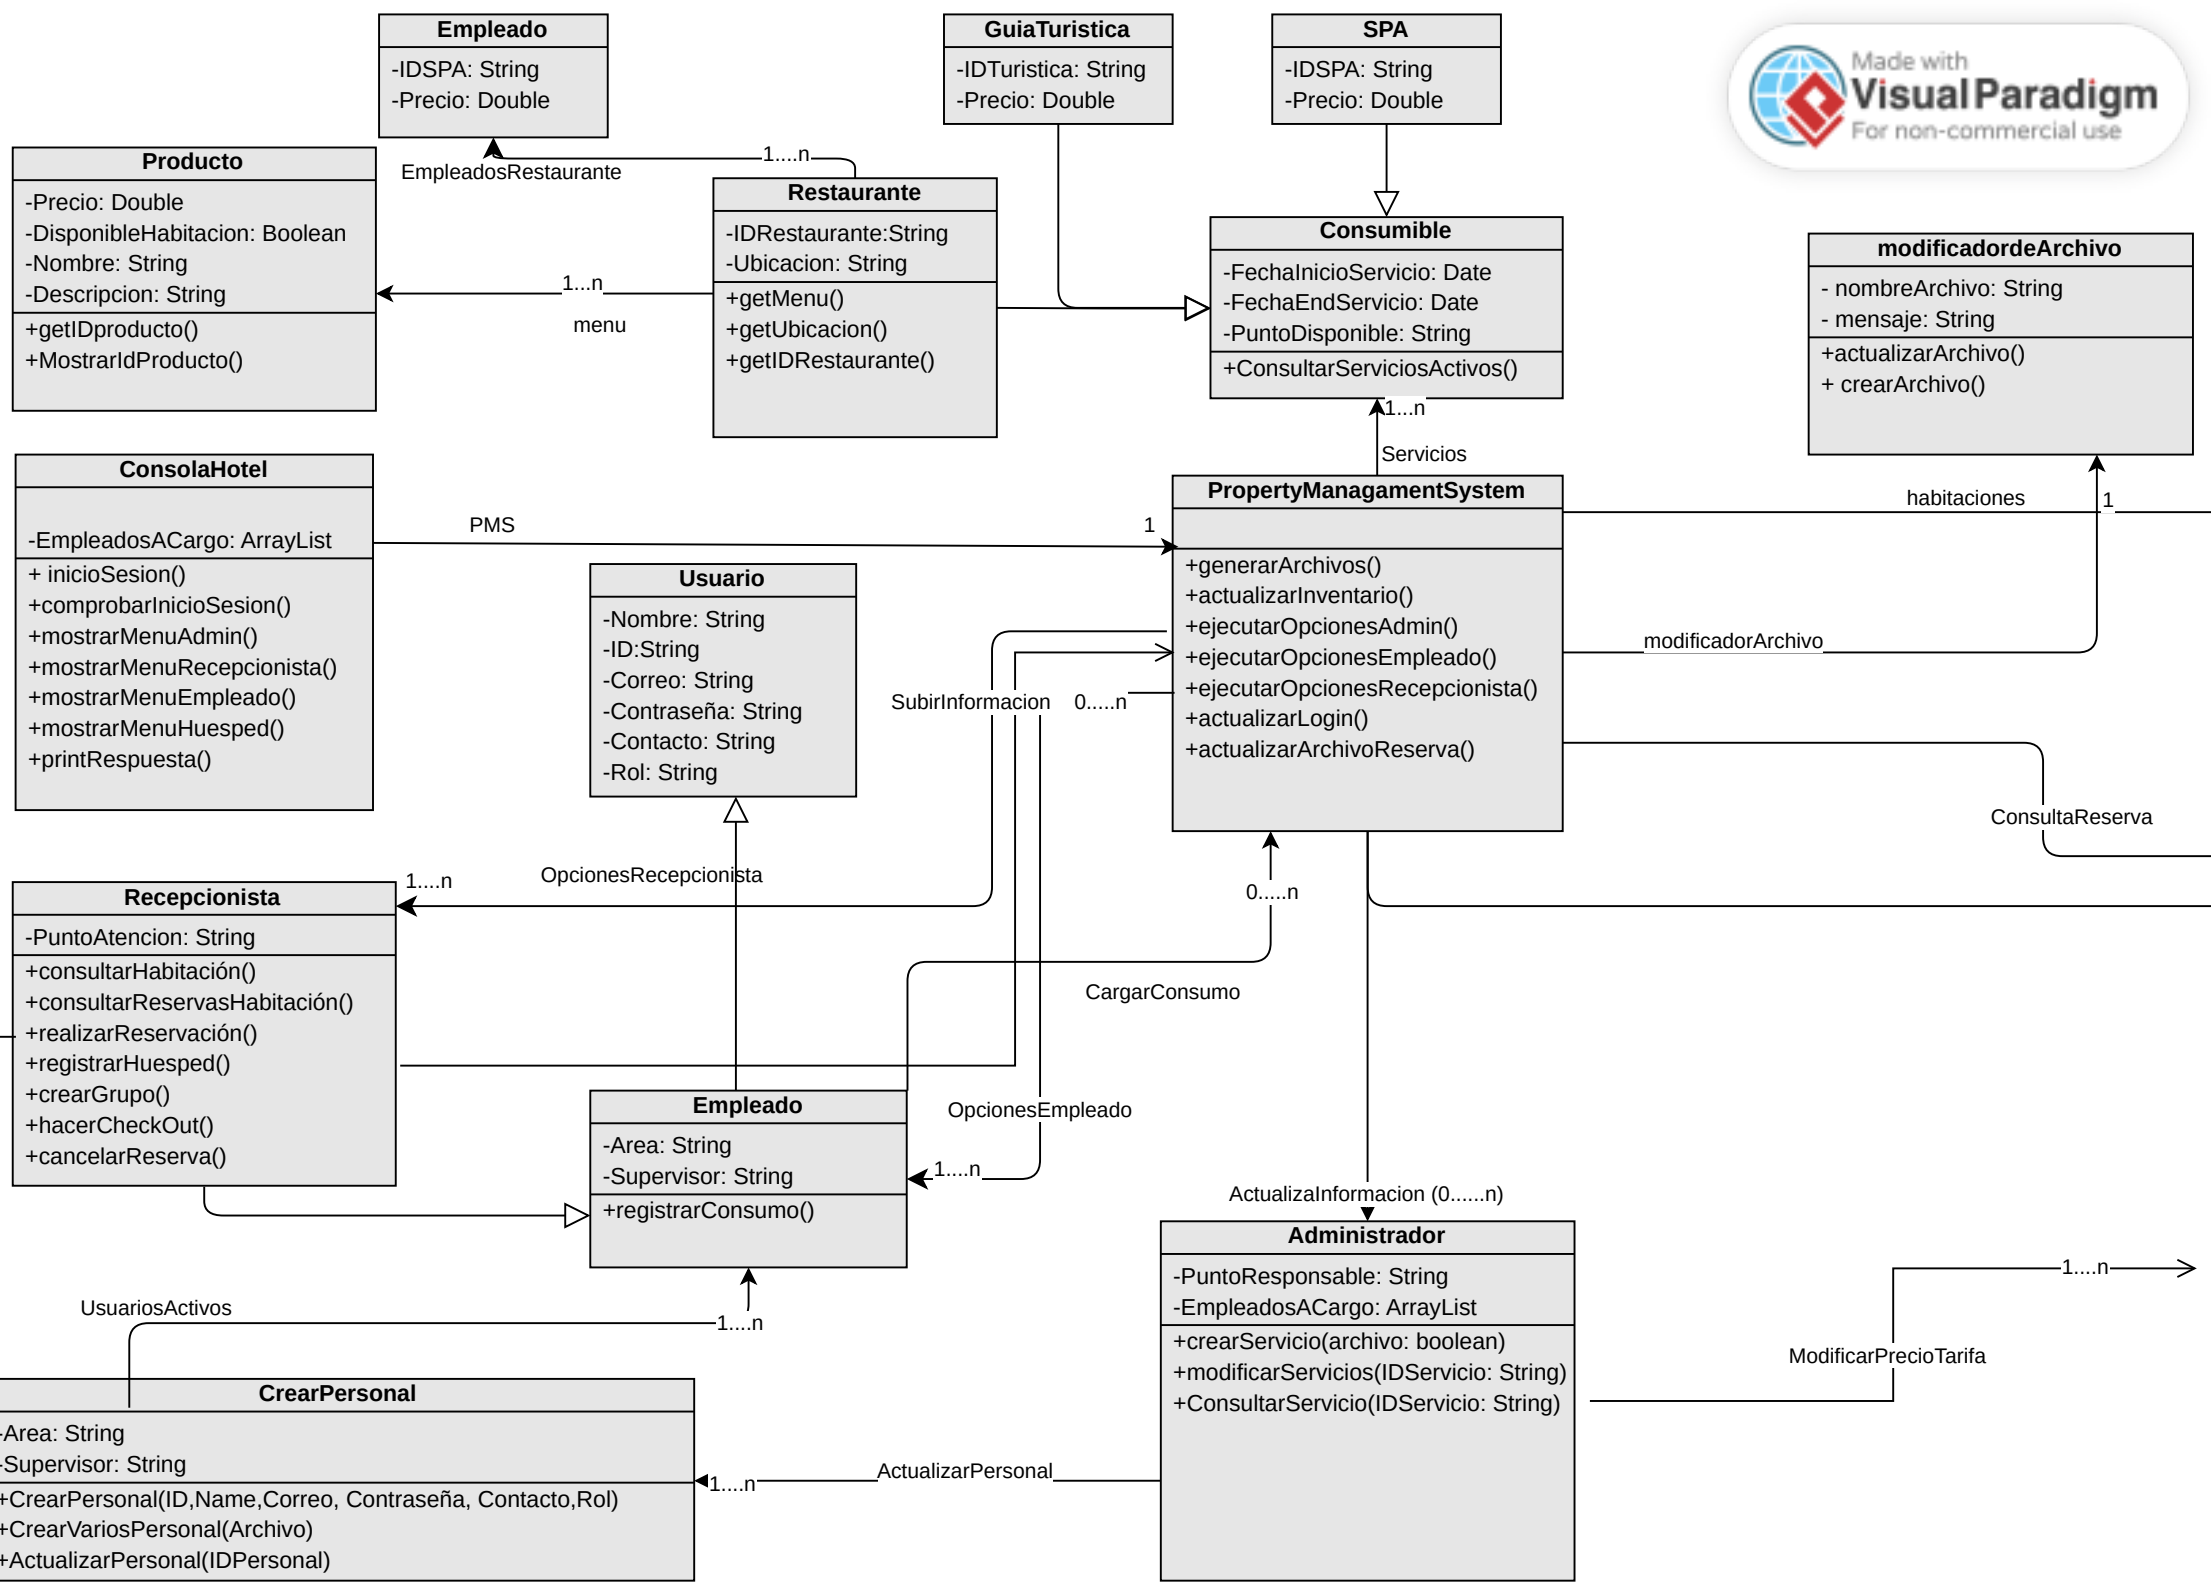 Empleado
-IDSPA: String
-Precio: Double
GuiaTuristica
-IDTuristica: String
-Precio: Double
SPA
-IDSPA: String
-Precio: Double
Made with
Visual Paradigm
For non-commercial use
Producto
-Precio: Double
-DisponibleHabitacion: Boolean
-Nombre: String
-Descripcion: String
+getIDproducto()
+MostrarIdProducto()
EmpleadosRestaurante
1....n
1...n
menu
Restaurante
-IDRestaurante:String
-Ubicacion: String
+getMenu()
+getUbicacion()
+getIDRestaurante()
Consumible
-FechaInicioServicio: Date
-FechaEndServicio: Date
-PuntoDisponible: String
+ConsultarServiciosActivos()
1...n
Servicios
modificadordeArchivo
- nombreArchivo: String
- mensaje: String
+actualizarArchivo()
+ crearArchivo()
ConsolaHotel
-EmpleadosACargo: ArrayList
+ inicioSesion()
+comprobarInicioSesion()
+mostrarMenuAdmin()
+mostrarMenuRecepcionista()
+mostrarMenuEmpleado()
+mostrarMenuHuesped()
+printRespuesta()
PMS
1
PropertyManagamentSystem
+generarArchivos()
+actualizarInventario()
+ejecutarOpcionesAdmin()
+ejecutarOpcionesEmpleado()
+ejecutarOpcionesRecepcionista()
+actualizarLogin()
+actualizarArchivoReserva()
habitaciones
1
modificadorArchivo
ConsultaReserva
Usuario
-Nombre: String
-ID:String
-Correo: String
-Contraseña: String
-Contacto: String
-Rol: String
SubirInformacion
0.....n
OpcionesRecepcionista
1....n
Recepcionista
-PuntoAtencion: String
+consultarHabitación()
+consultarReservasHabitación()
+realizarReservación()
+registrarHuesped()
+crearGrupo()
+hacerCheckOut()
+cancelarReserva()
0.....n
CargarConsumo
Empleado
-Area: String
-Supervisor: String
+registrarConsumo()
OpcionesEmpleado
1....n
ActualizaInformacion (0......n)
Administrador
-PuntoResponsable: String
-EmpleadosACargo: ArrayList
+crearServicio(archivo: boolean)
+modificarServicios(IDServicio: String)
+ConsultarServicio(IDServicio: String)
1....n
ModificarPrecioTarifa
UsuariosActivos
1....n
CrearPersonal
-Area: String
-Supervisor: String
+CrearPersonal(ID,Name,Correo, Contraseña, Contacto,Rol)
+CrearVariosPersonal(Archivo)
+ActualizarPersonal(IDPersonal)
1....n
ActualizarPersonal